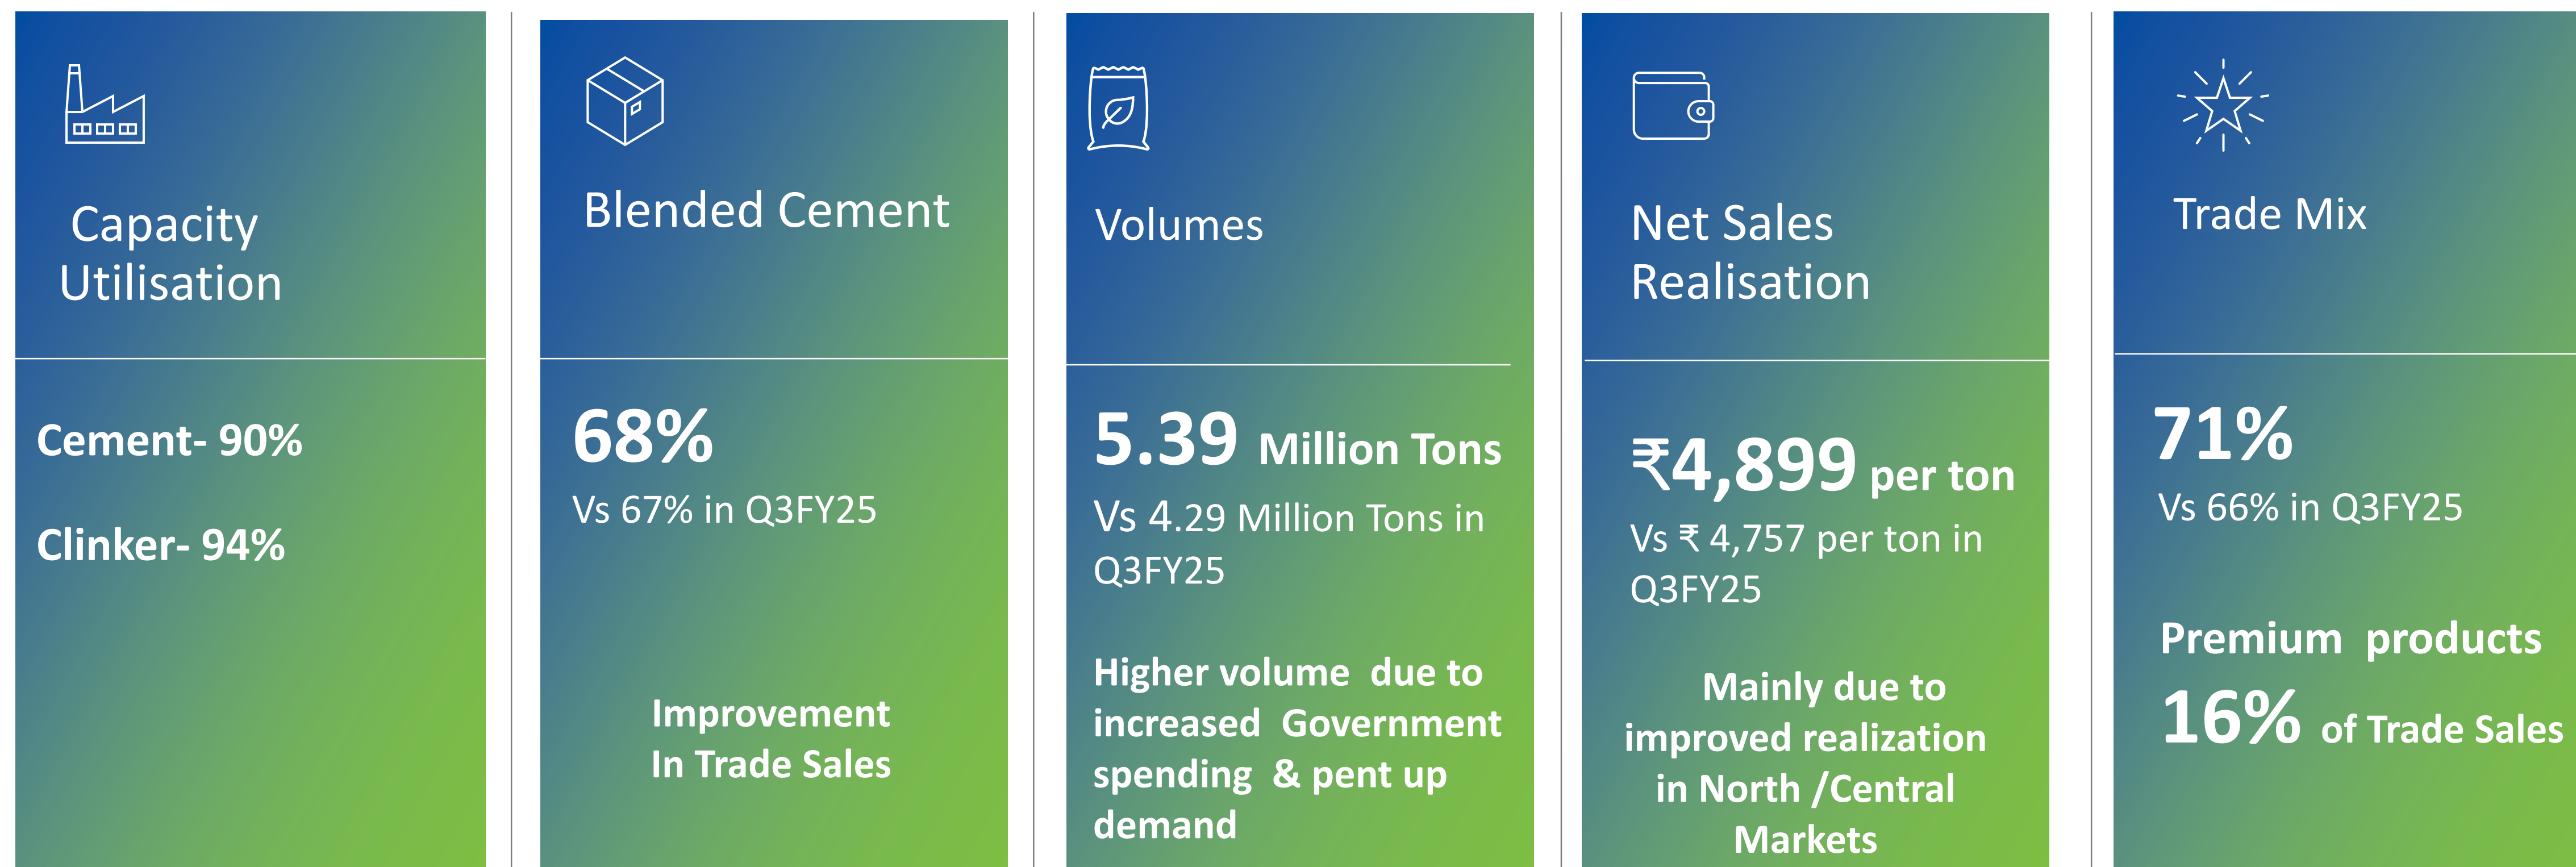 Capacity
Utilisation
Cement- 90%
Clinker- 94%
Blended Cement
68%
Vs 67% in Q3FY25
Improvement
In Trade Sales
Volumes
5.39 Million Tons
Vs 4.29 Million Tons in
Q3FY25
Higher volume due to
increased Government
spending & pent up
demand
Net Sales
Realisation
₹4,899 per ton
Vs ₹ 4,757 per ton in
Q3FY25
Mainly due to
improved realization
in North /Central
Markets
Trade Mix
71%
Vs 66% in Q3FY25
Premium products
16% of Trade Sales